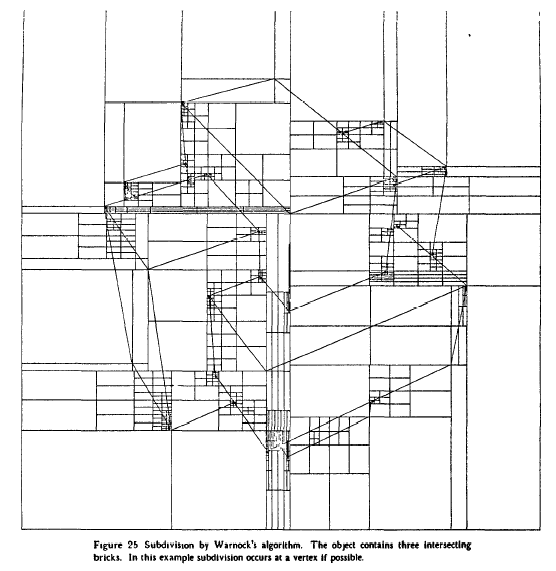 Figure 25 Subdivision by Warnock's algorithm. The object contains three intersecting
bricks. In this example subdivision occurs at a vertex if possible.